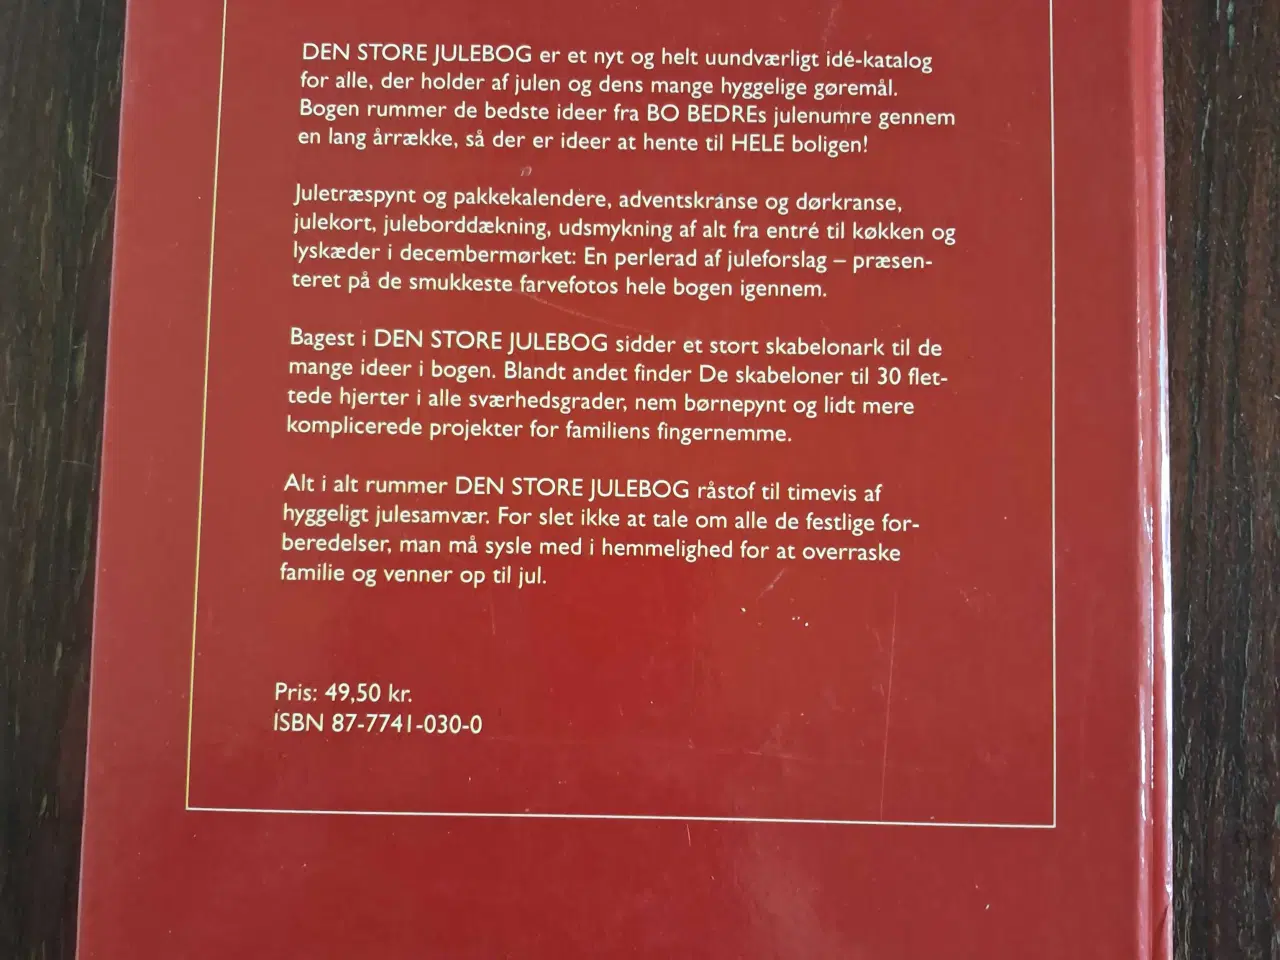 DEN STORE JULEBOG er et nyt og helt uundværligt idé-katalog
for alle, der holder af julen og dens mange hyggelige gøremål.
Bogen rummer de bedste ideer fra BO BEDREs julenumre gennem
en lang årrække, så der er ideer at hente til HELE boligen!
Juletræspynt og pakkekalendere, adventskranse og dørkranse,
julekort, juleborddækning, udsmykning af alt fra entré til køkken og
lyskæder i decembermørket: En perlerad af juleforslag – præsen-
teret på de smukkeste farvefotos hele bogen igennem.
Bagest i DEN STORE JULEBOG sidder et stort skabelonark til de
mange ideer i bogen. Blandt andet finder De skabeloner til 30 flet-
tede hjerter i alle sværhedsgrader, nem børnepynt og lidt mere
komplicerede projekter for familiens fingernemme.
Alt i alt rummer DEN STORE JULEBOG råstof til timevis af
hyggeligt julesamvær. For slet ikke at tale om alle de festlige for-
beredelser, man må sysle med i hemmelighed for at overraske
familie og venner op til jul.
Pris: 49,50 kr.
ISBN 87-7741-030-0